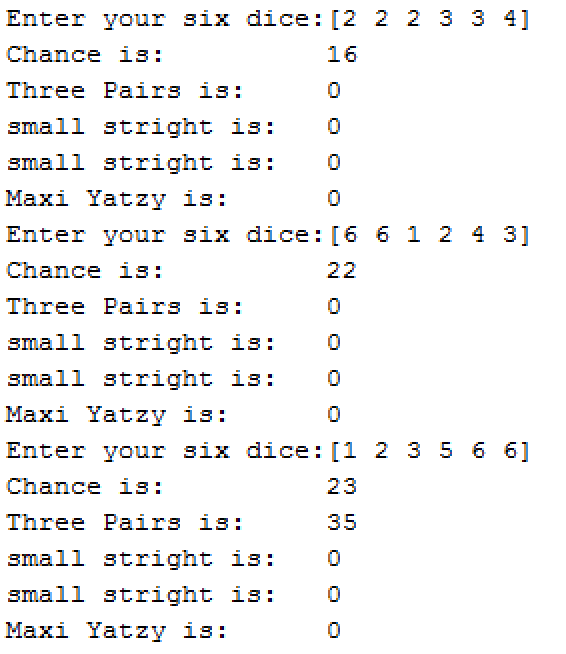 Enter your six dice:[2 2 2 3 3 4]
Chance is: 16
Three Pairs is: 0
small stright is: 0
small stright is: 0
Maxi Yatzy is: 0
Enter your six dice:[6 6 1 2 4 3]
Chance is: 22
Three Pairs is: 0
small stright is: 0
small stright is: 0
Maxi Yatzy is: 0
Enter your six dice:[1 2 3 5 6 6]
Chance is: 23
Three Pairs is: 35
small stright is: 0
small stright is: 0
Maxi Yatzy is: 0